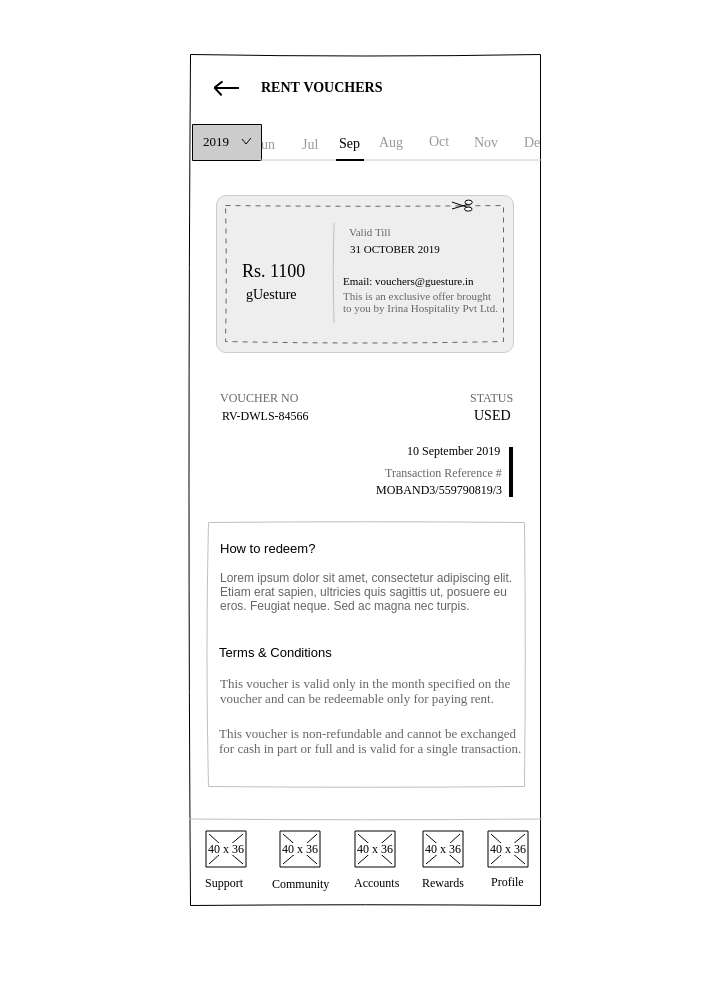 RENT VOUCHERS
2019 un Jul Sep Aug Oct Nov De
Valid Till
31 OCTOBER 2019
Rs. 1100
gUesture
Email: vouchers@guesture.in
This is an exclusive offer brought
to you by Irina Hospitality Pvt Ltd.
VOUCHER NO STATUS
RV-DWLS-84566 USED
10 September 2019
Transaction Reference #
MOBAND3/559790819/3
How to redeem?
Lorem ipsum dolor sit amet, consectetur adipiscing elit.
Etiam erat sapien, ultricies quis sagittis ut, posuere eu
eros. Feugiat neque. Sed ac magna nec turpis.
Terms & Conditions
This voucher is valid only in the month specified on the
voucher and can be redeemable only for paying rent.
This voucher is non-refundable and cannot be exchanged
for cash in part or full and is valid for a single transaction.
40 x 36 40 x 36 40 x 36 40 x 36 40 x 36
Support Community Accounts Rewards Profile